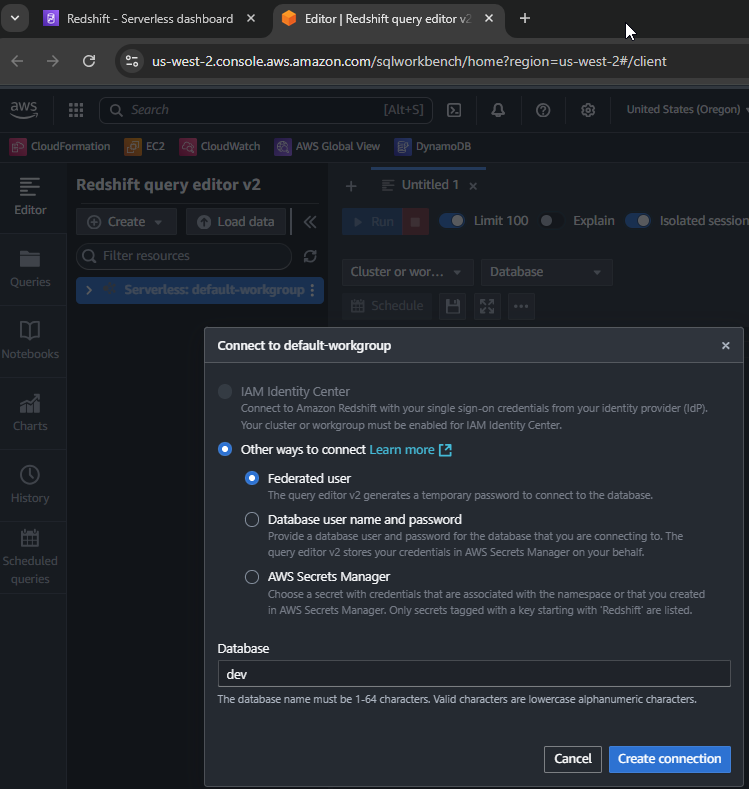 Redshift - Serverless dashboard
Editor | Redshift query editor v2
us-west-2.console.aws.amazon.com/sqlworkbench/home?region=us-west-2#/client
aws
Search
[Alt+S]
United States (Oregon)
CloudFormation
EC2
CloudWatch
AWS Global View
DynamoDB
Editor
Queries
Notebooks
Charts
History
Scheduled
queries
Redshift query editor v2
Create
Load data
Filter resources
Serverless: default-workgroup
Untitled 1
Run
Limit 100
Explain
Isolated session
Cluster or wor...
Database
Schedule
Connect to default-workgroup
IAM Identity Center
Connect to Amazon Redshift with your single sign-on credentials from your identity provider (IdP).
Your cluster or workgroup must be enabled for IAM Identity Center.
Other ways to connect Learn more
Federated user
The query editor v2 generates a temporary password to connect to the database.
Database user name and password
Provide a database user and password for the database that you are connecting to. The
query editor v2 stores your credentials in AWS Secrets Manager on your behalf.
AWS Secrets Manager
Choose a secret with credentials that are associated with the namespace or that you created
in AWS Secrets Manager. Only secrets tagged with a key starting with 'Redshift' are listed.
Database
dev
The database name must be 1-64 characters. Valid characters are lowercase alphanumeric characters.
Cancel
Create connection